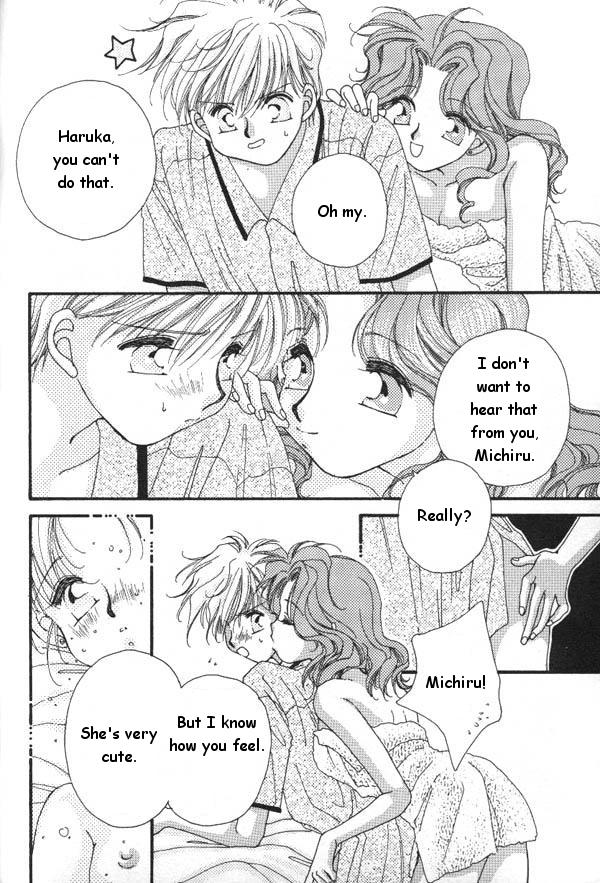 Haruka,
you can't
do that.
Oh my.
I don't
want to
hear that
from you,
Michiru.
Really?
Michiru!
But I know
how you feel.
She's very
cute.